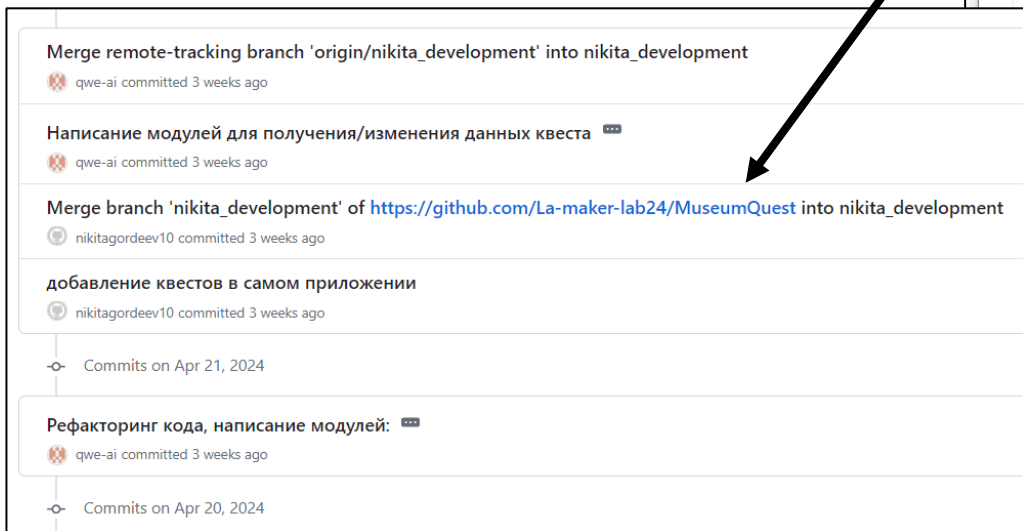 Merge remote-tracking branch 'origin/nikita_development' into nikita_development
qwe-ai committed 3 weeks ago
Написание модулей для получения/изменения данных квеста
qwe-ai committed 3 weeks ago
Merge branch 'nikita_development' of https://github.com/La-maker-lab24/MuseumQuest into nikita_development
nikitagordeev10 committed 3 weeks ago
добавление квестов в самом приложении
nikitagordeev10 committed 3 weeks ago
Commits on Apr 21, 2024
Рефакторинг кода, написание модулей:
qwe-ai committed 3 weeks ago
Commits on Apr 20, 2024